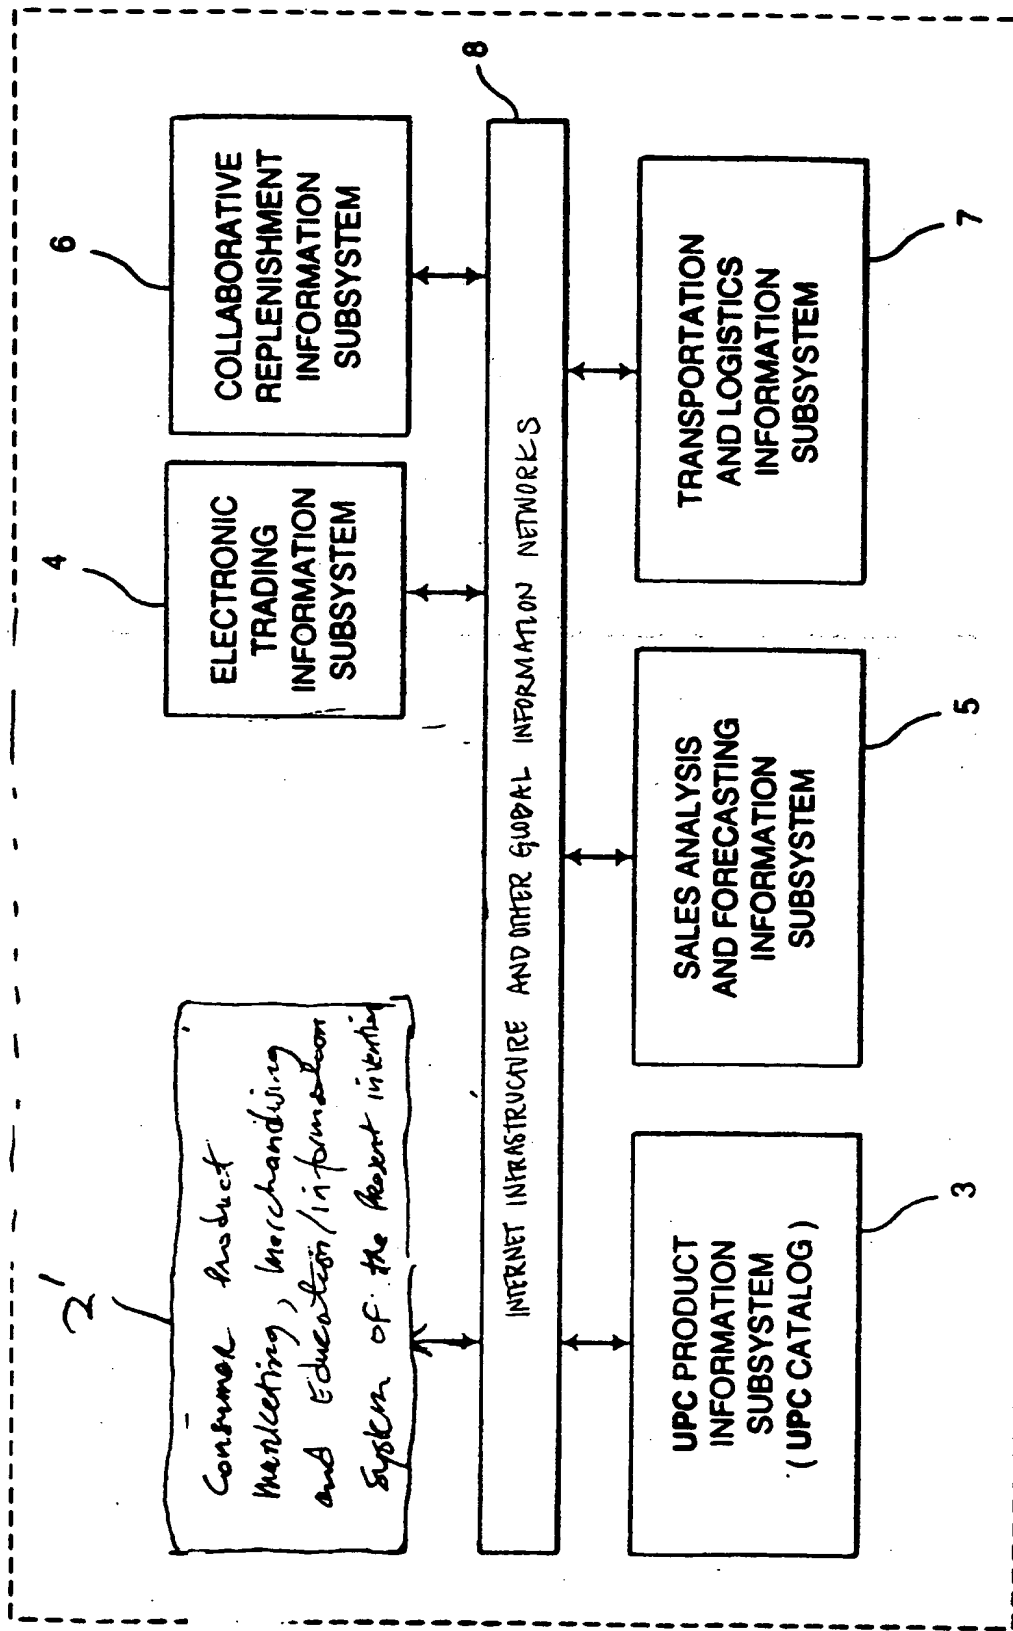 2'
Consumer Product
Marketing, Merchandising
and Education/information
System of the Present invention
4
ELECTRONIC
TRADING
INFORMATION
SUBSYSTEM
6
COLLABORATIVE
REPLENISHMENT
INFORMATION
SUBSYSTEM
INTERNET INFRASTRUCTURE AND OTHER GLOBAL INFORMATION NETWORKS
8
UPC PRODUCT
INFORMATION
SUBSYSTEM
(UPC CATALOG)
3
SALES ANALYSIS
AND FORECASTING
INFORMATION
SUBSYSTEM
5
TRANSPORTATION
AND LOGISTICS
INFORMATION
SUBSYSTEM
7